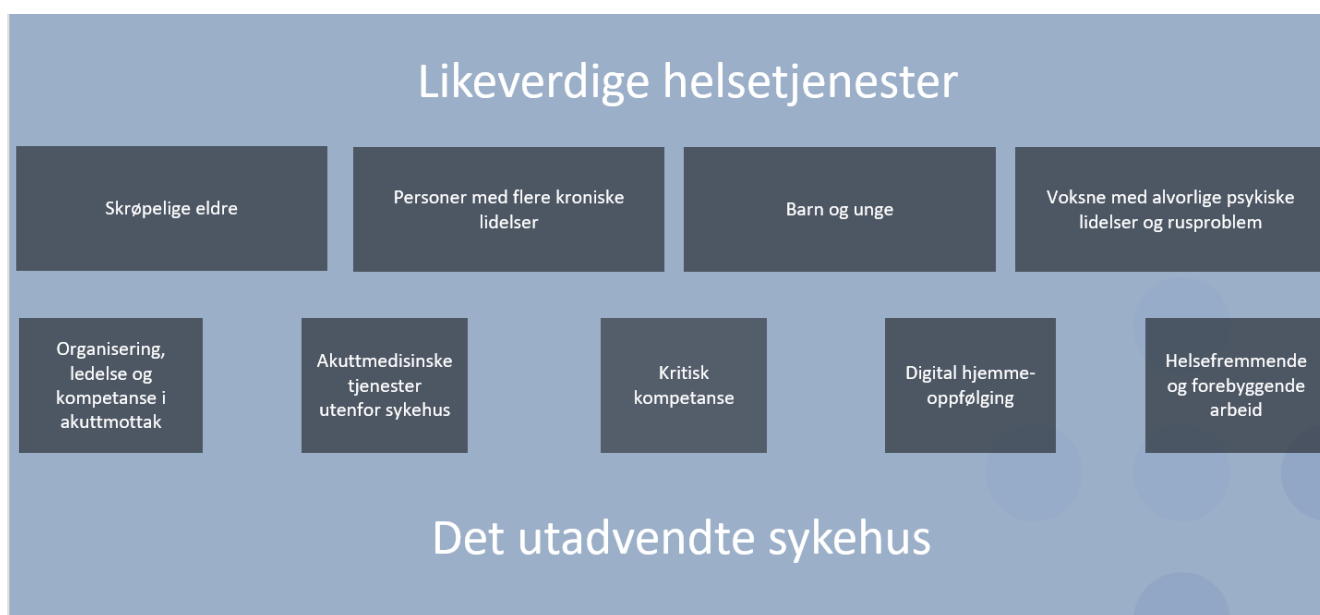 Likeverdige helsetjenester
Skrøpelige eldre
Personer med flere kroniske
lidelser
Barn og unge
Voksne med alvorlige psykiske
lidelser og rusproblem
Organisering,
ledelse og
kompetanse i
akuttmottak
Akuttmedisinske
tjenester
utenfor sykehus
Kritisk
kompetanse
Digital hjemme-
oppfølging
Helsefremmende
og forebyggende
arbeid
Det utadvendte sykehus